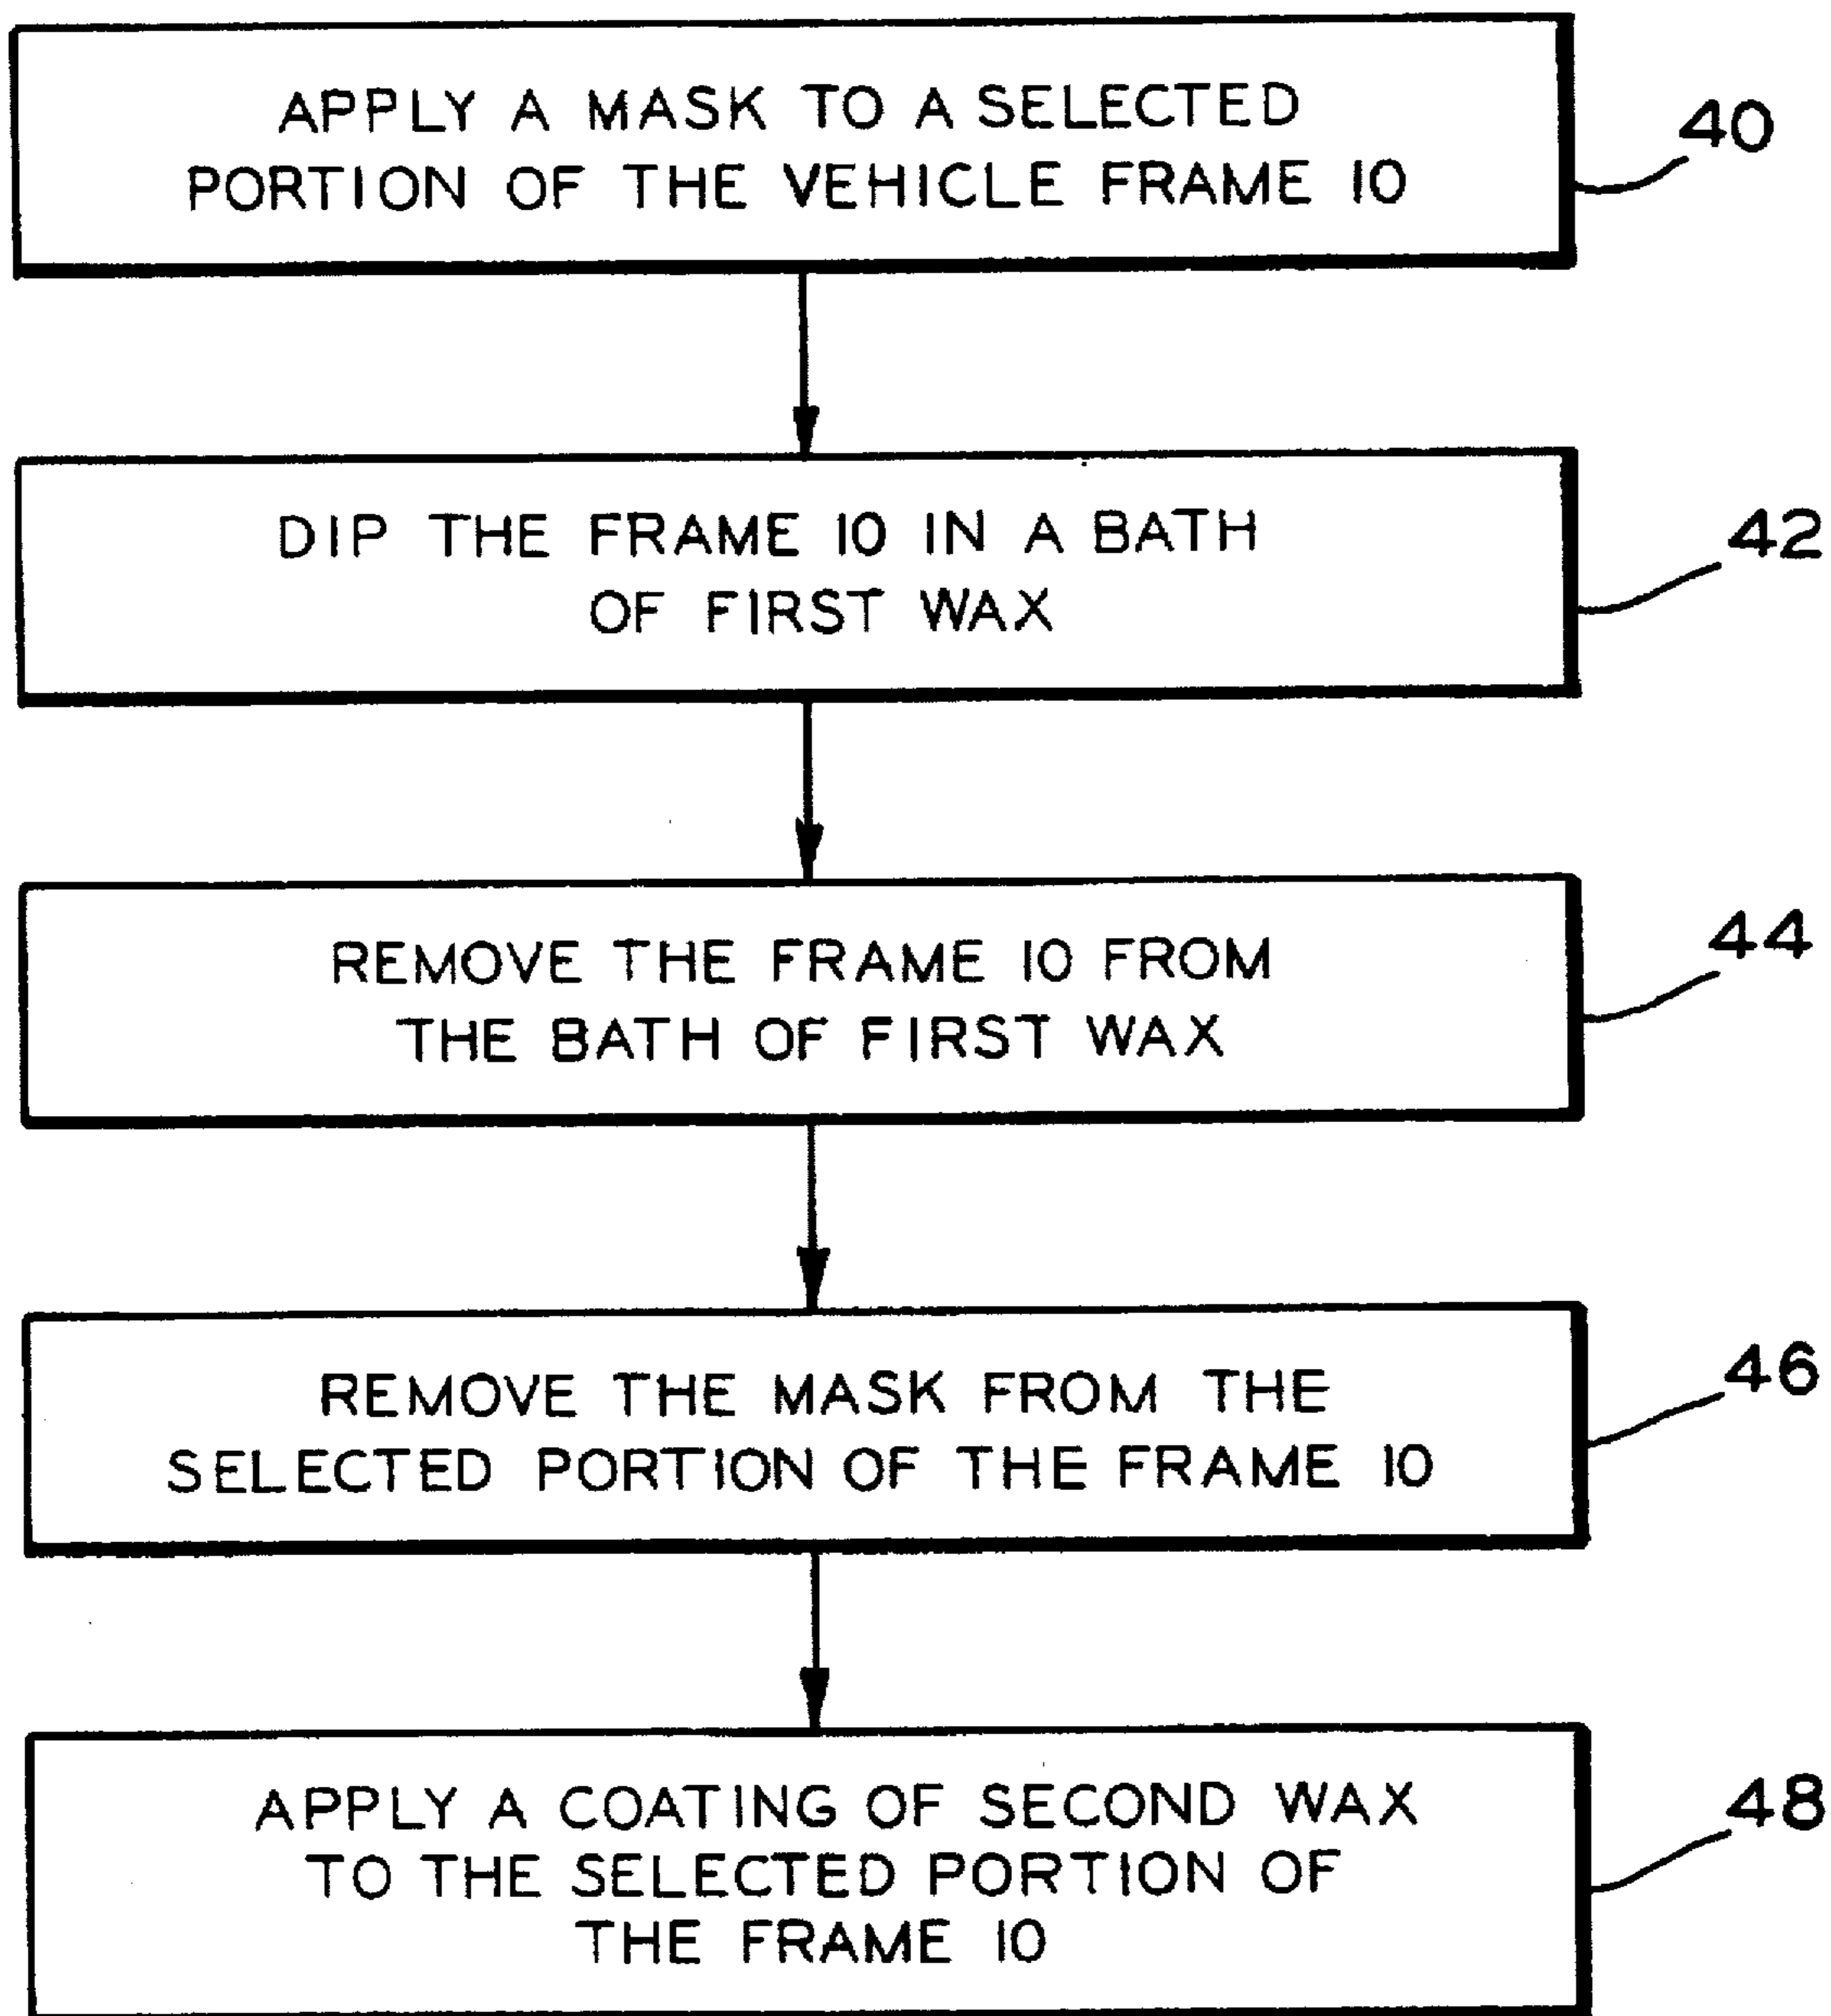 APPLY A MASK TO A SELECTED
PORTION OF THE VEHICLE FRAME 10
40
DIP THE FRAME 10 IN A BATH
OF FIRST WAX
42
REMOVE THE FRAME 10 FROM
THE BATH OF FIRST WAX
44
REMOVE THE MASK FROM THE
SELECTED PORTION OF THE FRAME 10
46
APPLY A COATING OF SECOND WAX
TO THE SELECTED PORTION OF
THE FRAME 10
48